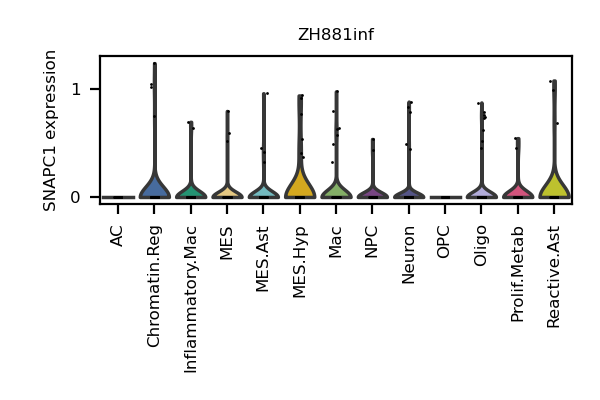 ZH881inf
SNAPC1 expression
1
0
AC
Chromatin.Reg
Inflammatory.Mac
MES
MES.Ast
MES.Hyp
Mac
NPC
Neuron
OPC
Oligo
Prolif.Metab
Reactive.Ast